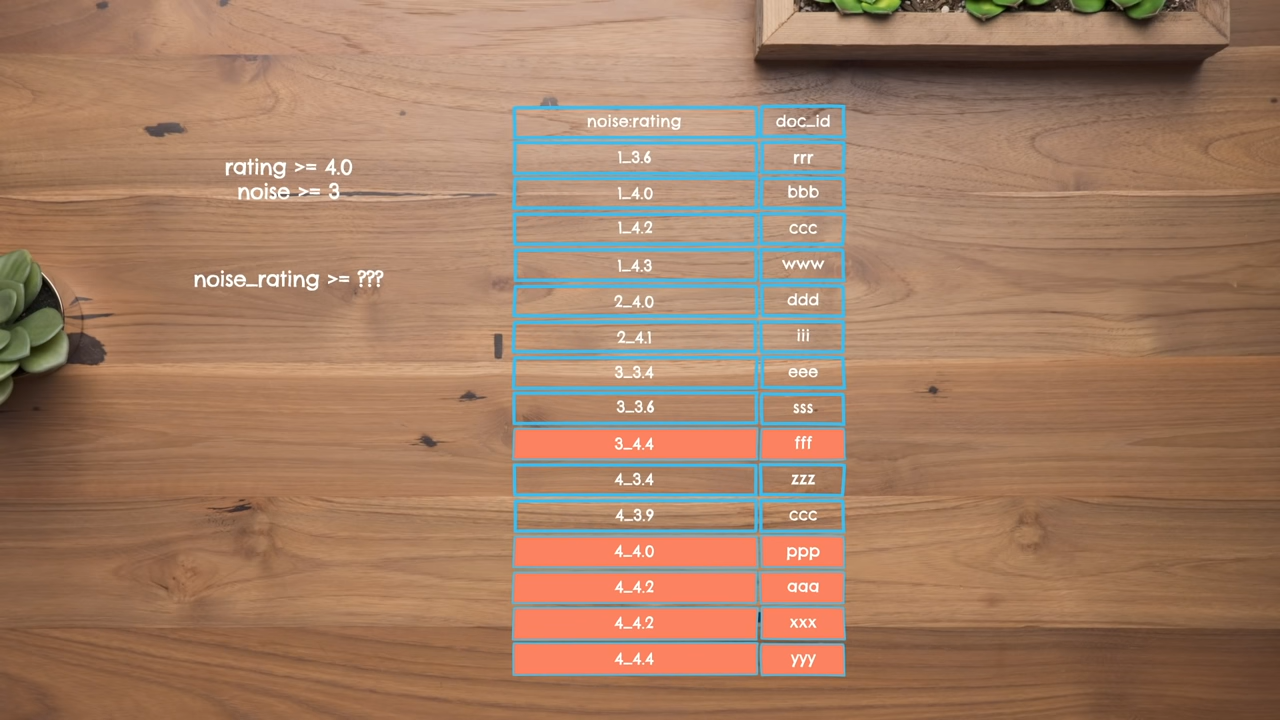 rating >= 4.0
noise >= 3
noise_rating >= ???
noise:rating doc_id
1_3.6 rrr
1_4.0 bbb
1_4.2 ccc
1_4.3 www
2_4.0 ddd
2_4.1 iii
3_3.4 eee
3_3.6 sss
3_4.4 fff
4_3.4 zzz
4_3.9 ccc
4_4.0 ppp
4_4.2 aaa
4_4.2 xxx
4_4.4 yyy